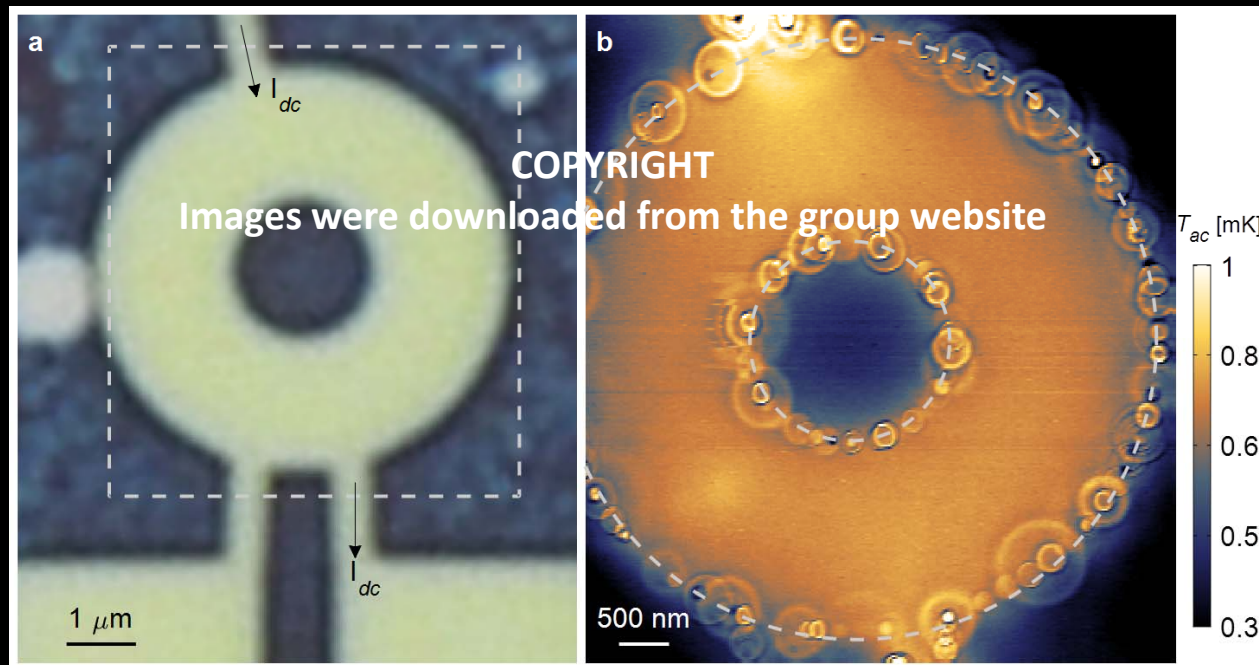 a
I_dc
b
COPYRIGHT
Images were downloaded from the group website
T_ac [mK]
1
0.8
0.6
0.5
0.3
I_dc
1 μm
500 nm